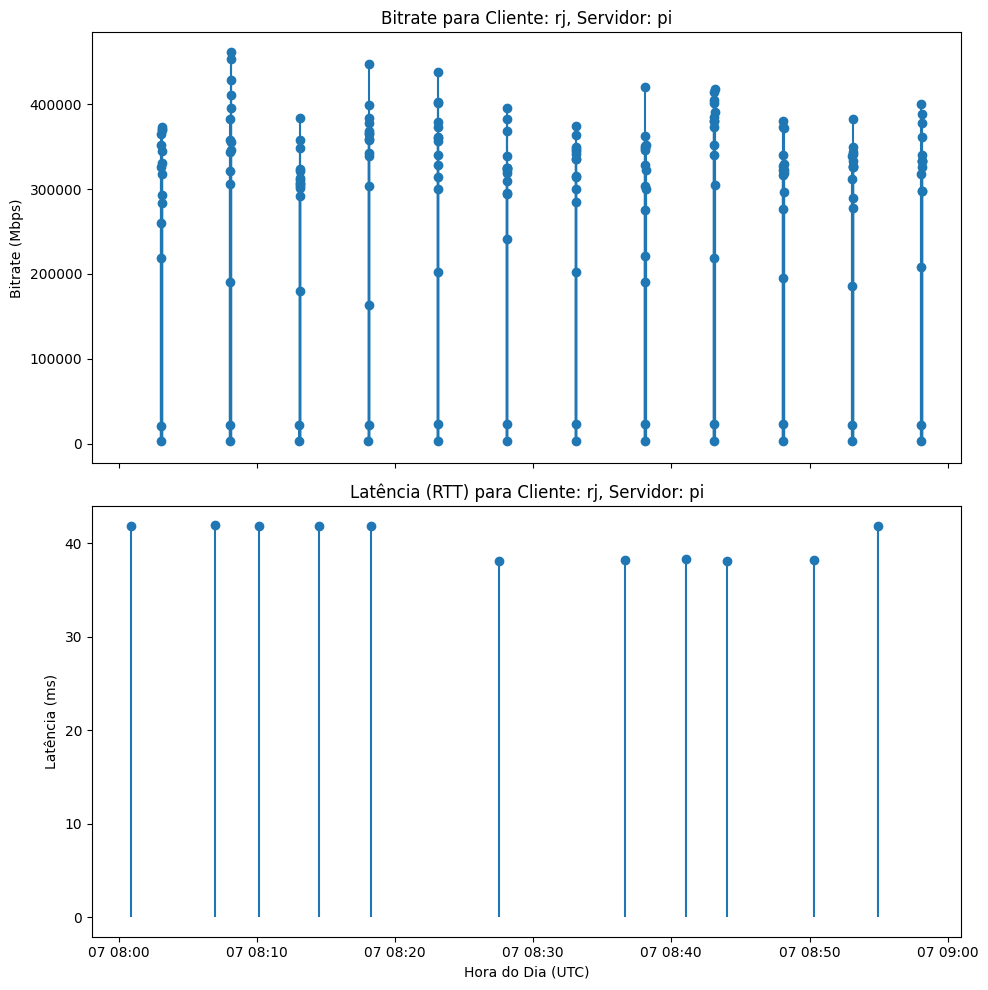 Bitrate para Cliente: rj, Servidor: pi
Bitrate (Mbps)
400000
300000
200000
100000
0
Latência (RTT) para Cliente: rj, Servidor: pi
Latência (ms)
40
30
20
10
0
07 08:00 07 08:10 07 08:20 07 08:30 07 08:40 07 08:50 07 09:00
Hora do Dia (UTC)